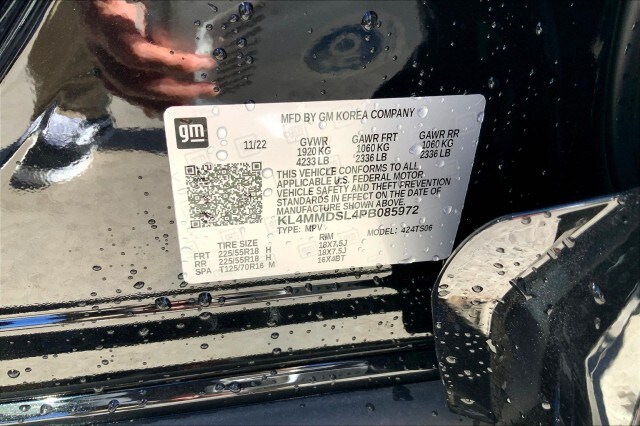 gm
MFD BY GM KOREA COMPANY
11/22 GVWR GAWR FRT GAWR RR
1920 KG 1060 KG 1060 KG
4233 LB 2336 LB 2336 LB
THIS VEHICLE CONFORMS TO ALL
APPLICABLE U.S. FEDERAL MOTOR
VEHICLE SAFETY AND THEFT PREVENTION
STANDARDS IN EFFECT ON THE DATE OF
MANUFACTURE SHOWN ABOVE.
KL4MMDSL4PB085972
TYPE: MPV MODEL: 424TS06
TIRE SIZE RIM
FRT 225/55R18 H 18X7.5J
RR 225/55R18 H 18X7.5J
SPA T125/70R16 M 16X4BT